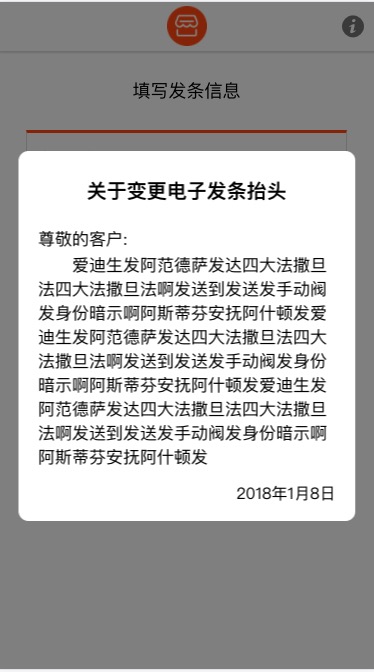 填写发条信息
关于变更电子发条抬头
尊敬的客户:
爱迪生发阿范德萨发达四大法撒旦
法四大法撒旦法啊发送到发送发手动阀
发身份暗示啊阿斯蒂芬安抚阿什顿发爱
迪生发阿范德萨发达四大法撒旦法四大
法撒旦法啊发送到发送发手动阀发身份
暗示啊阿斯蒂芬安抚阿什顿发爱迪生发
阿范德萨发达四大法撒旦法四大法撒旦
法啊发送到发送发手动阀发身份暗示啊
阿斯蒂芬安抚阿什顿发
2018年1月8日